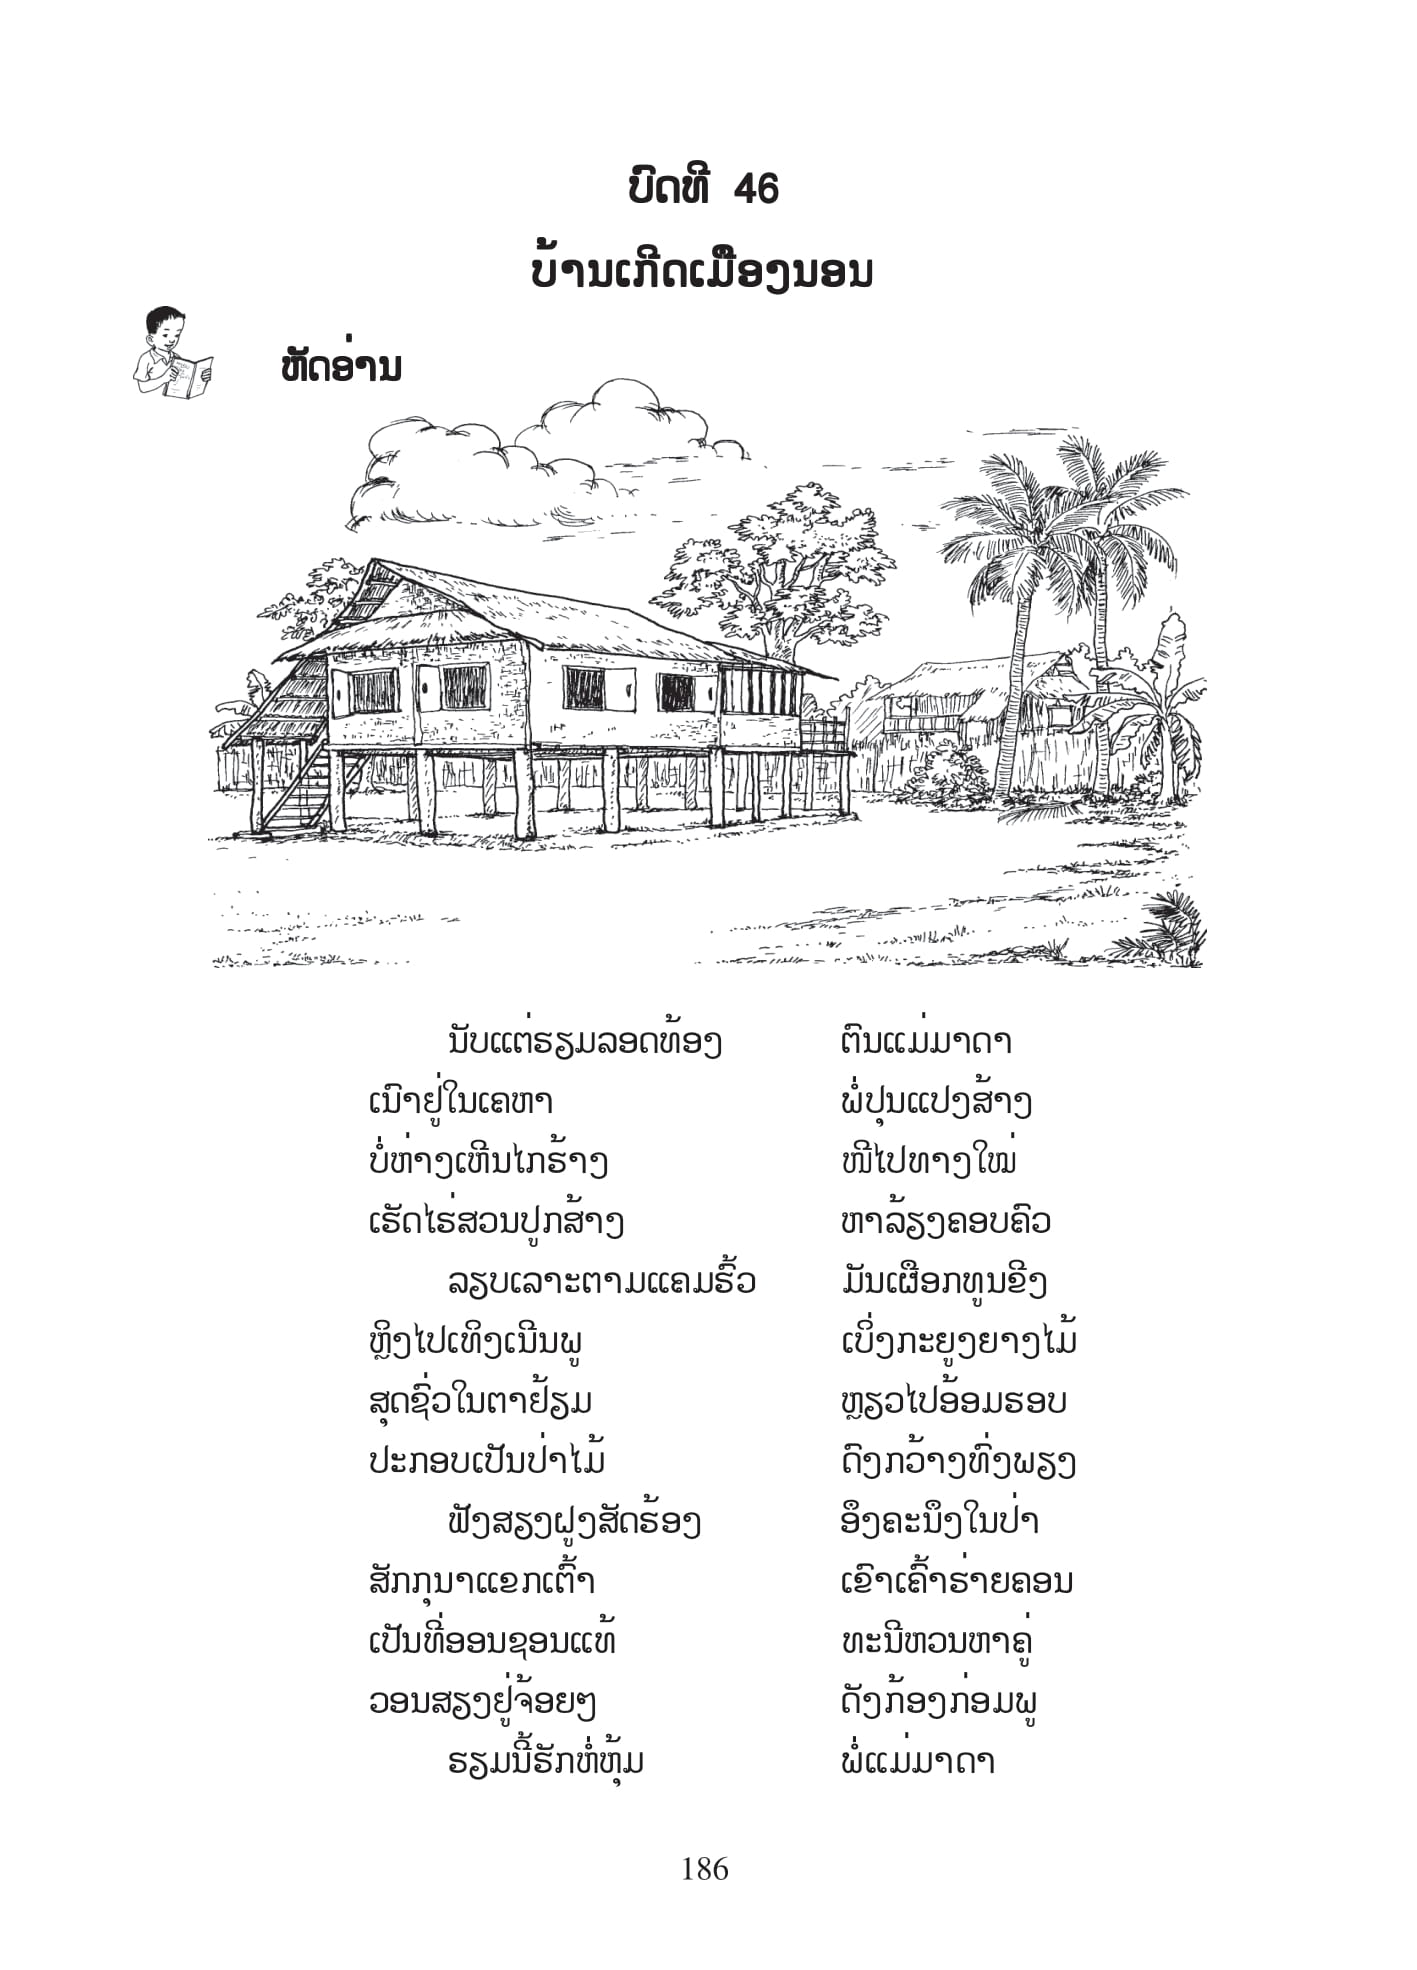 ບົດທີ 46
ບ້ານເກີດເມືອງນອນ
ຫັດອ່ານ
ນັບແຕ່ຮຽມລອດທ້ອງ ຕົນແມ່ມາດາ
ເນົາຢູ່ໃນເຄຫາ ພໍ່ປຸນແປງສ້າງ
ບໍ່ຫ່າງເຫີນໄກຮ້າງ ໜີໄປທາງໃໝ່
ເຮັດໄຮ່ສວນປູກສ້າງ ຫາລ້ຽງຄອບຄົວ
ລຽບເລາະຕາມແຄມຮົ້ວ ມັນເຜືອກທູນຂີງ
ຫຼິງໄປເທິງເນີນພູ ເບິ່ງກະຍູງຍາງໄມ້
ສຸດຊົ່ວໃນຕາຢ້ຽມ ຫຼຽວໄປອ້ອມຮອບ
ປະກອບເປັນປ່າໄມ້ ດົງກວ້າງທົ່ງພຽງ
ຟັງສຽງຝູງສັດຮ້ອງ ອຶງຄະນຶງໃນປ່າ
ສັກກຸນາແຂກເຕົ້າ ເຂົາເຄົ້າຮ່າຍຄອນ
ເປັນທີ່ອອນຊອນແທ້ ທະນີຫວນຫາຄູ່
ວອນສຽງຢູ່ຈ້ອຍໆ ດັງກ້ອງກ່ອມພູ
ຮຽມນີ້ຮັກຫໍ່ຫຸ້ມ ພໍ່ແມ່ມາດາ
186